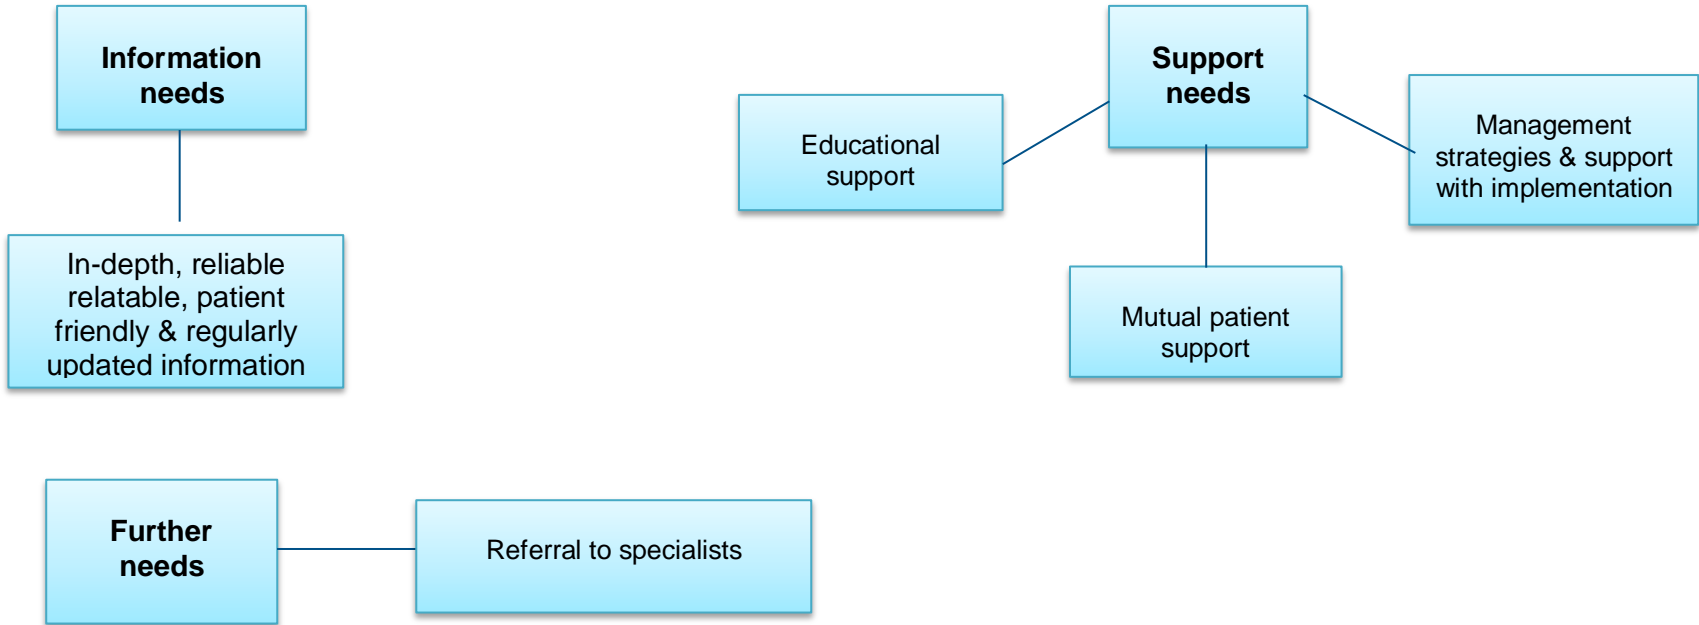 Information
needs
In-depth, reliable
relatable, patient
friendly & regularly
updated information
Support
needs
Educational
support
Mutual patient
support
Management
strategies & support
with implementation
Further
needs
Referral to specialists